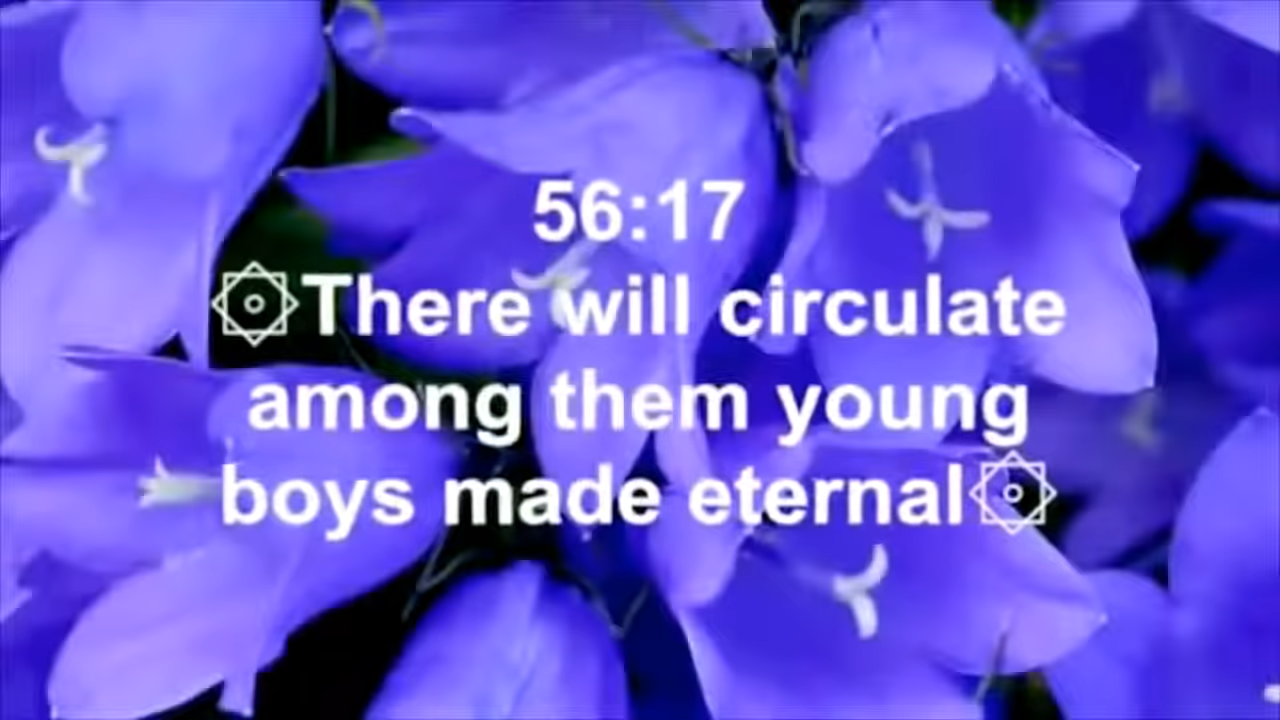 56:17
۞There will circulate
among them young
boys made eternal۞